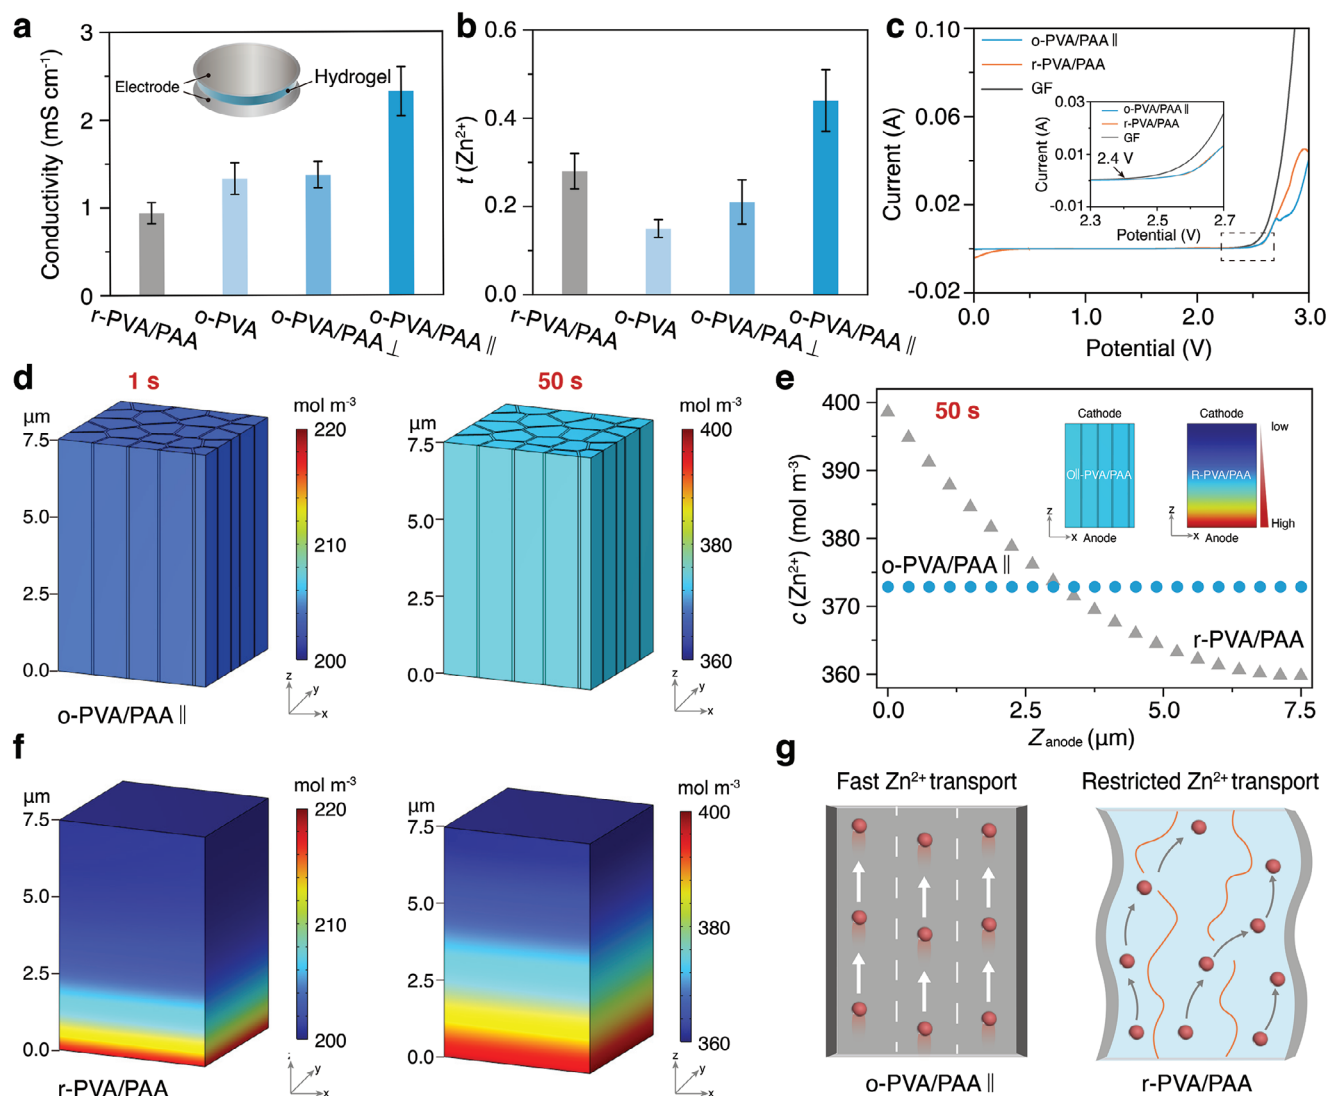 a
3
2
1
0
Conductivity (mS cm⁻¹)
Electrode
Hydrogel
r-PVA/PAA
o-PVA
o-PVA/PAA⊥
o-PVA/PAA∥
b
0.6
0.4
0.2
0.0
t (Zn²⁺)
r-PVA/PAA
o-PVA
o-PVA/PAA⊥
o-PVA/PAA∥
c
0.10
0.06
0.02
-0.02
Current (A)
o-PVA/PAA∥
r-PVA/PAA
GF
0.03
0.01
-0.01
Current (A)
o-PVA/PAA∥
r-PVA/PAA
GF
2.4 V
2.3
2.5
2.7
Potential (V)
0.0
1.0
2.0
3.0
Potential (V)
d
1 s
µm
7.5
5.0
2.5
0.0
mol m⁻³
220
210
200
z
y
x
o-PVA/PAA∥
50 s
µm
7.5
5.0
2.5
0.0
mol m⁻³
400
380
360
z
y
x
e
400
390
380
370
360
c (Zn²⁺) (mol m⁻³)
50 s
Cathode
O∥-PVA/PAA
z
x
Anode
Cathode
R-PVA/PAA
low
High
z
x
Anode
o-PVA/PAA∥
r-PVA/PAA
0.0
2.5
5.0
7.5
Z anode (µm)
f
µm
7.5
5.0
2.5
0.0
mol m⁻³
220
210
200
y
x
r-PVA/PAA
µm
7.5
5.0
2.5
0.0
mol m⁻³
400
380
360
z
y
x
g
Fast Zn²⁺ transport
o-PVA/PAA∥
Restricted Zn²⁺ transport
r-PVA/PAA